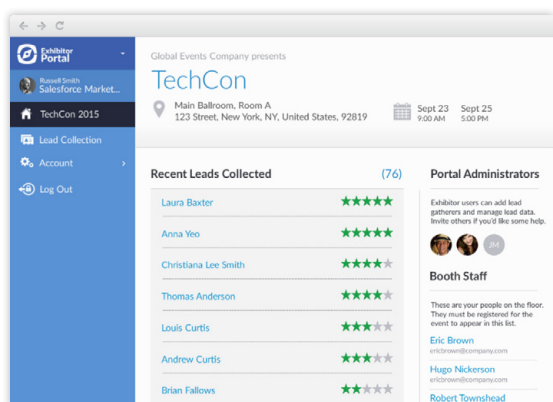 Exhibitor
Portal
Russell Smith
Salesforce Market...
TechCon 2015
Lead Collection
Account
Log Out
Global Events Company presents
TechCon
Main Ballroom, Room A
123 Street, New York, NY, United States, 92819
Sept 23
9:00 AM
Sept 25
5:00 PM
Recent Leads Collected (76)
Laura Baxter
Anna Yeo
Christiana Lee Smith
Thomas Anderson
Louis Curtis
Andrew Curtis
Brian Fallows
Portal Administrators
Exhibitor users can add lead
gatherers and manage lead data.
Invite others if you'd like some help.
JM
Booth Staff
These are your people on the floor.
They must be registered for the
event to appear in this list.
Eric Brown
ericbrown@company.com
Hugo Nickerson
ericbrown@company.com
Robert Townshead